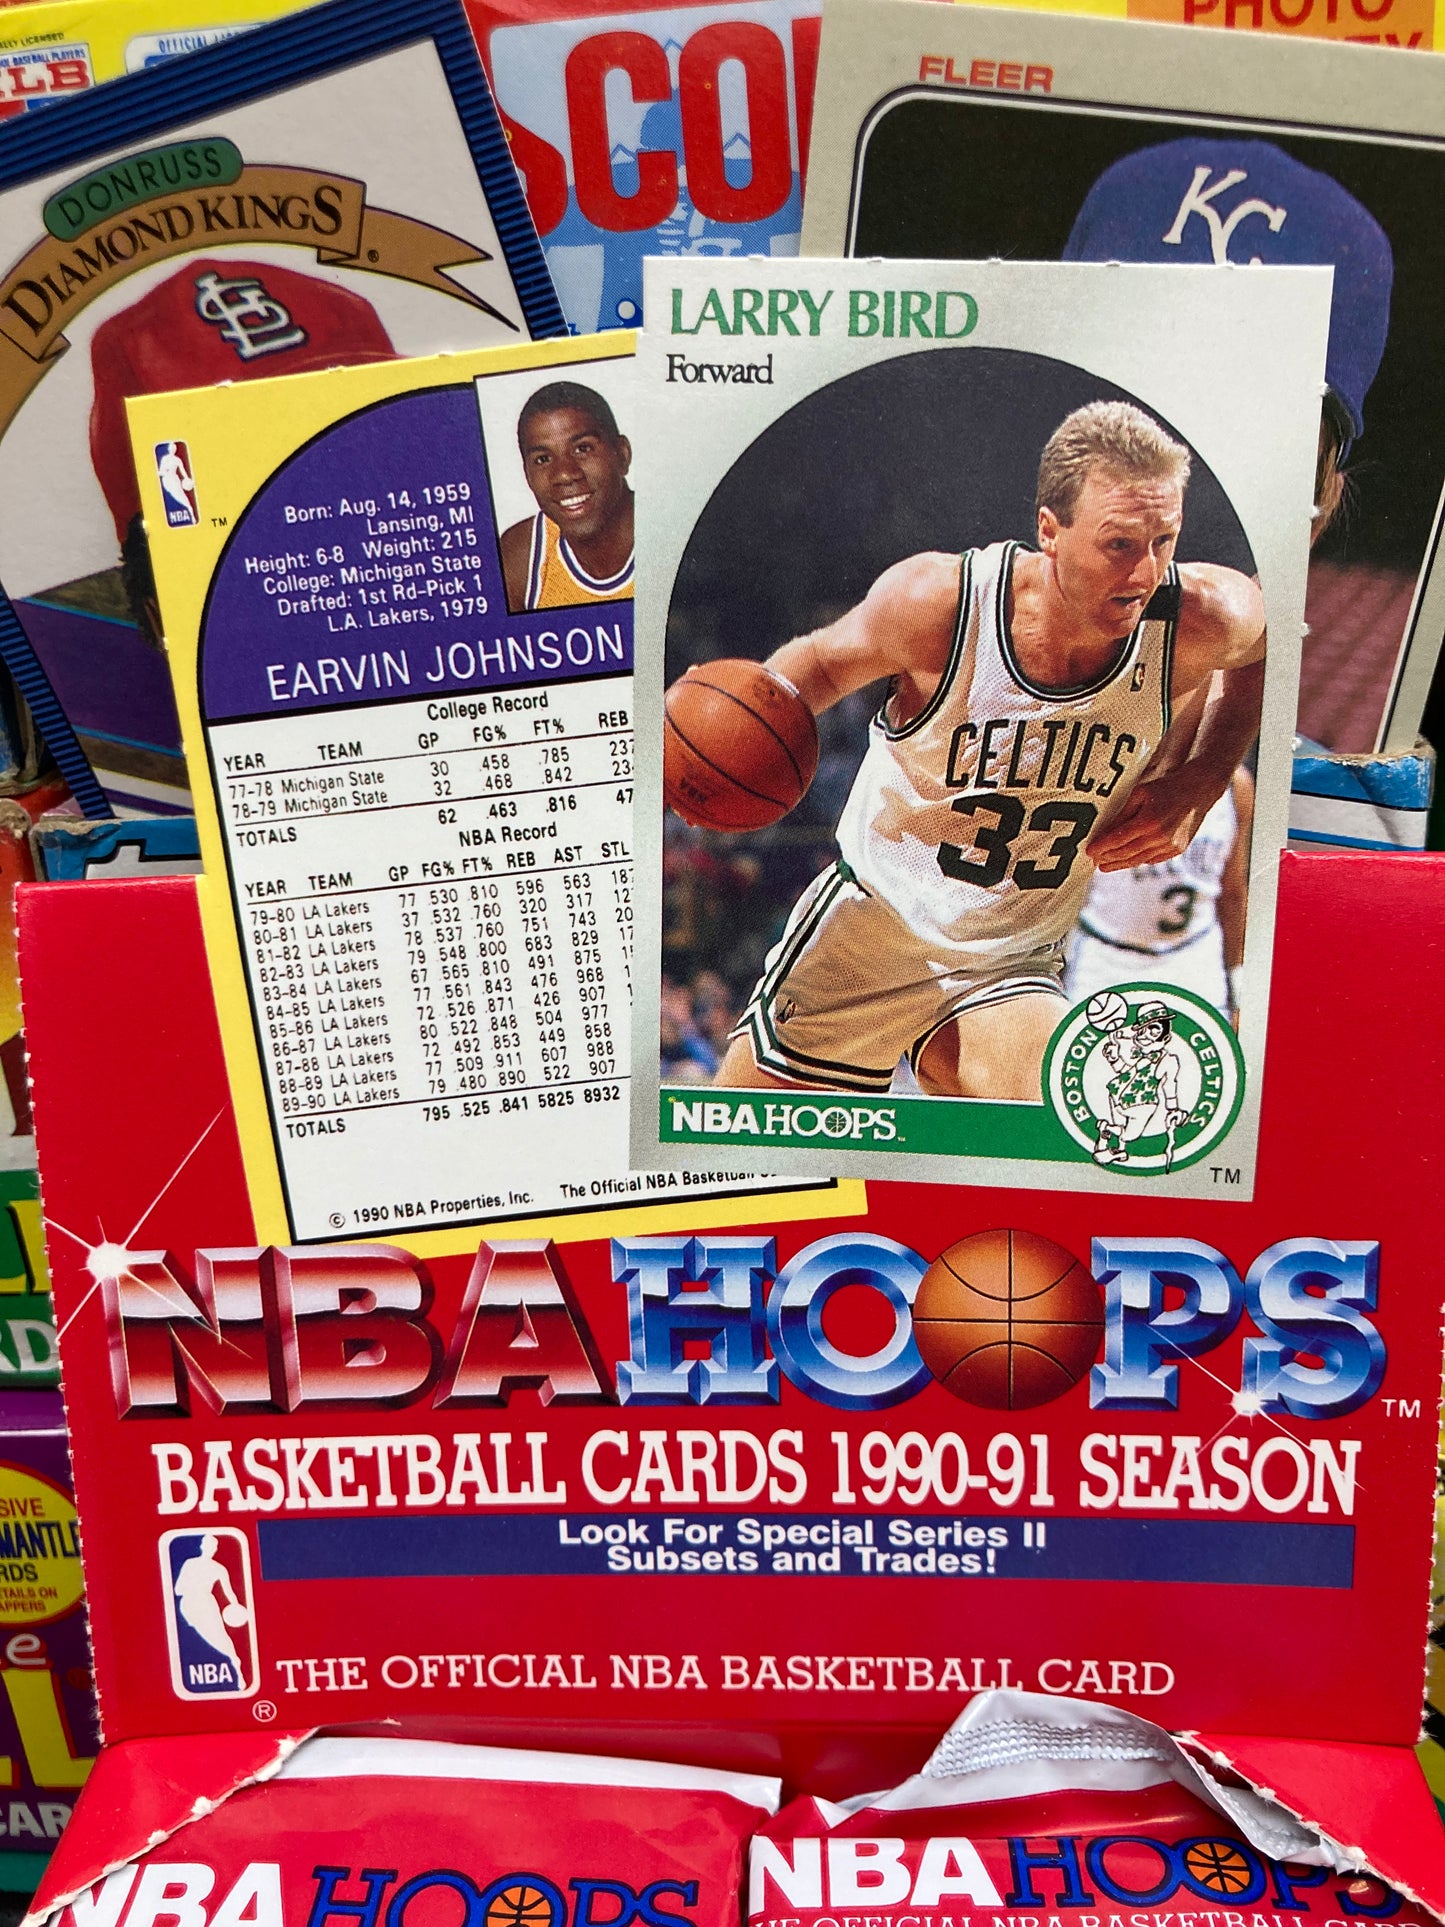 PHOTO
FLEER
SCO
DONRUSS
DIAMOND KINGS®
LARRY BIRD
Forward
CELTICS
33
3
NBA HOOPS
BOSTON CELTICS
TM
NBA
TM
Born: Aug. 14, 1959
Lansing, MI
Height: 6-8 Weight: 215
College: Michigan State
Drafted: 1st Rd-Pick 1
L.A. Lakers, 1979
EARVIN JOHNSON
College Record
YEAR TEAM GP FG% FT% REB
77-78 Michigan State 30 .458 .785
78-79 Michigan State 32 .468 .842
TOTALS 62 .463 .816
NBA Record
YEAR TEAM GP FG% FT% REB AST STL
79-80 LA Lakers 77 .530 .810 596 563
80-81 LA Lakers 37 .532 .760 320 317
81-82 LA Lakers 78 .537 .760 751 743
82-83 LA Lakers 79 .548 .800 683 829
83-84 LA Lakers 67 .565 .810 491 875
84-85 LA Lakers 77 .561 .843 476 968
85-86 LA Lakers 72 .526 .871 426 907
86-87 LA Lakers 80 .522 .848 504 977
87-88 LA Lakers 72 .492 .853 449 858
88-89 LA Lakers 77 .509 .911 607 988
89-90 LA Lakers 79 .480 .890 522 907
TOTALS 795 .525 .841 5825 8932
© 1990 NBA Properties, Inc. The Official NBA Basketball
NBA HOOPS™
BASKETBALL CARDS 1990-91 SEASON
Look For Special Series II
Subsets and Trades!
NBA
® THE OFFICIAL NBA BASKETBALL CARD
NBA HOOPS
NBA HOOPS